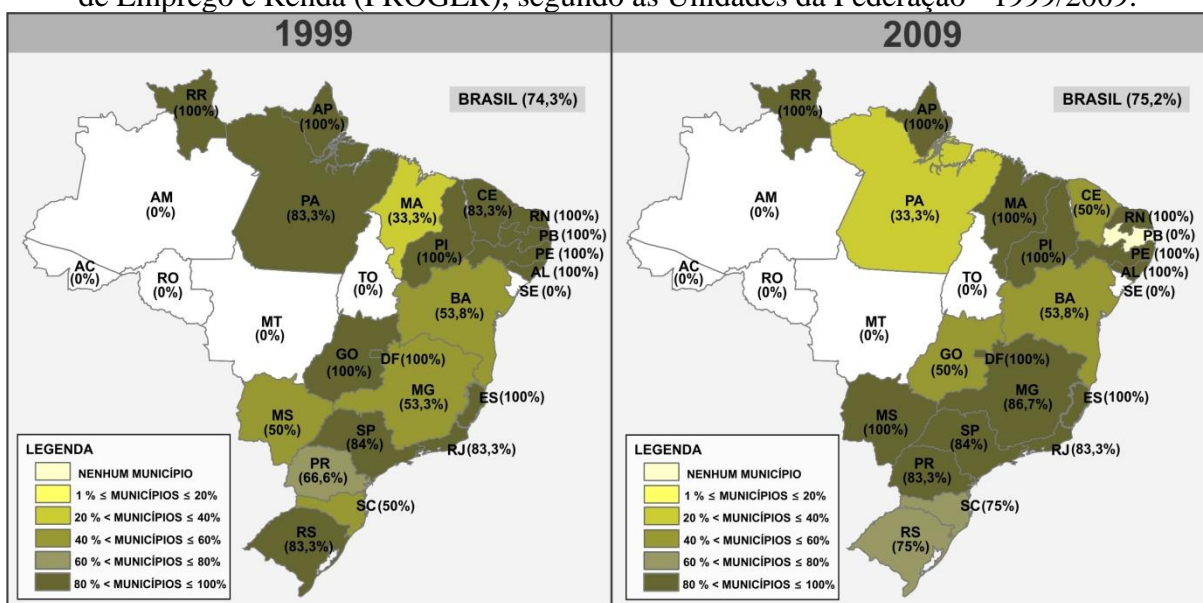 de Emprego e Renda (PROGER), segundo as Unidades da Federação - 1999/2009.
1999
BRASIL (74,3%)
RR
(100%)
AP
(100%)
AM
(0%)
PA
(83,3%)
MA
(33,3%)
CE
(83,3%)
RN (100%)
PB (100%)
PE (100%)
AL (100%)
SE (0%)
PI
(100%)
AC
(0%)
RO
(0%)
TO
(0%)
MT
(0%)
BA
(53,8%)
GO
(100%)
DF(100%)
MG
(53,3%)
ES (100%)
MS
(50%)
SP
(84%)
RJ (83,3%)
PR
(66,6%)
SC(50%)
RS
(83,3%)
LEGENDA
NENHUM MUNICÍPIO
1 % ≤ MUNICÍPIOS ≤ 20%
20 % < MUNICÍPIOS ≤ 40%
40 % < MUNICÍPIOS ≤ 60%
60 % < MUNICÍPIOS ≤ 80%
80 % < MUNICÍPIOS ≤ 100%
2009
BRASIL (75,2%)
RR
(100%)
AP
(100%)
AM
(0%)
PA
(33,3%)
MA
(100%)
CE
(50%)
RN (100%)
PB (0%)
PE (100%)
AL (100%)
SE (0%)
PI
(100%)
AC
(0%)
RO
(0%)
TO
(0%)
MT
(0%)
BA
(53,8%)
GO
(50%)
DF(100%)
MG
(86,7%)
ES (100%)
MS
(100%)
SP
(84%)
RJ (83,3%)
PR
(83,3%)
SC(75%)
RS
(75%)
LEGENDA
NENHUM MUNICÍPIO
1 % ≤ MUNICÍPIOS ≤ 20%
20 % < MUNICÍPIOS ≤ 40%
40 % < MUNICÍPIOS ≤ 60%
60 % < MUNICÍPIOS ≤ 80%
80 % < MUNICÍPIOS ≤ 100%